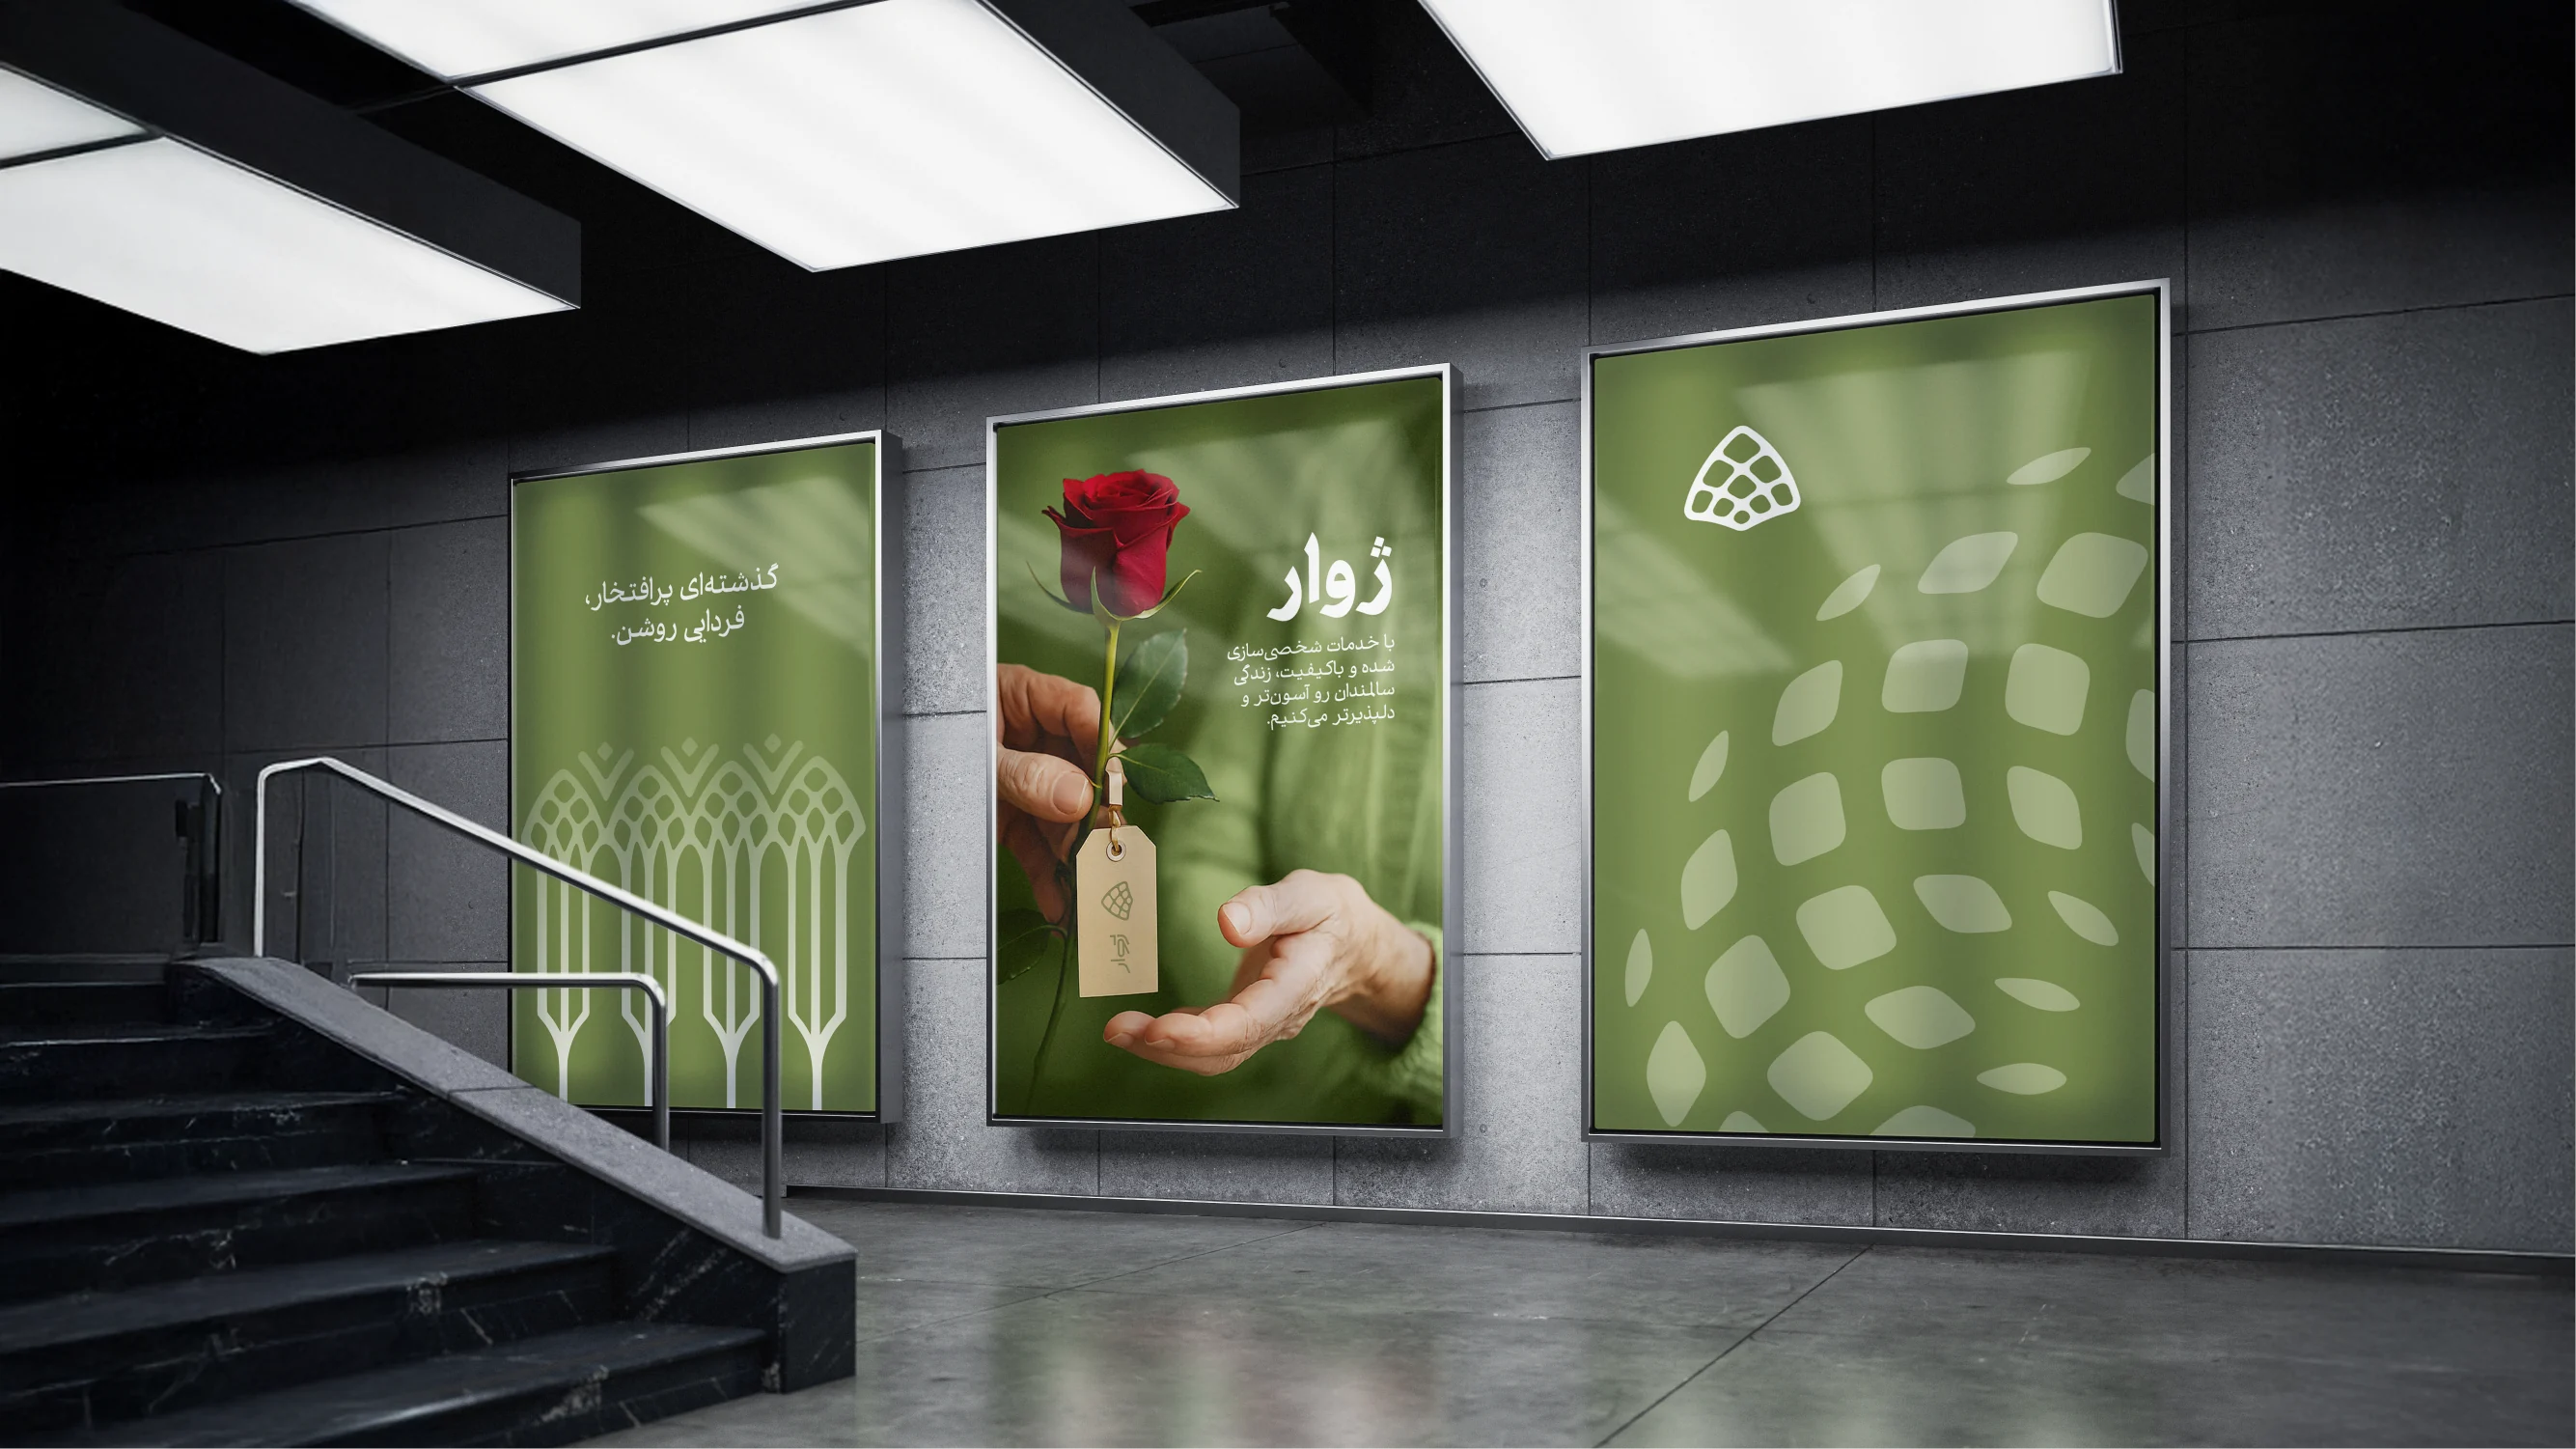 گذشته‌ای پرافتخار،
فردایی روشن.
ژوار
با خدمات شخصی‌سازی
شده و باکیفیت، زندگی
سالمندان رو آسون‌تر و
دلپذیرتر می‌کنیم.
ژوار